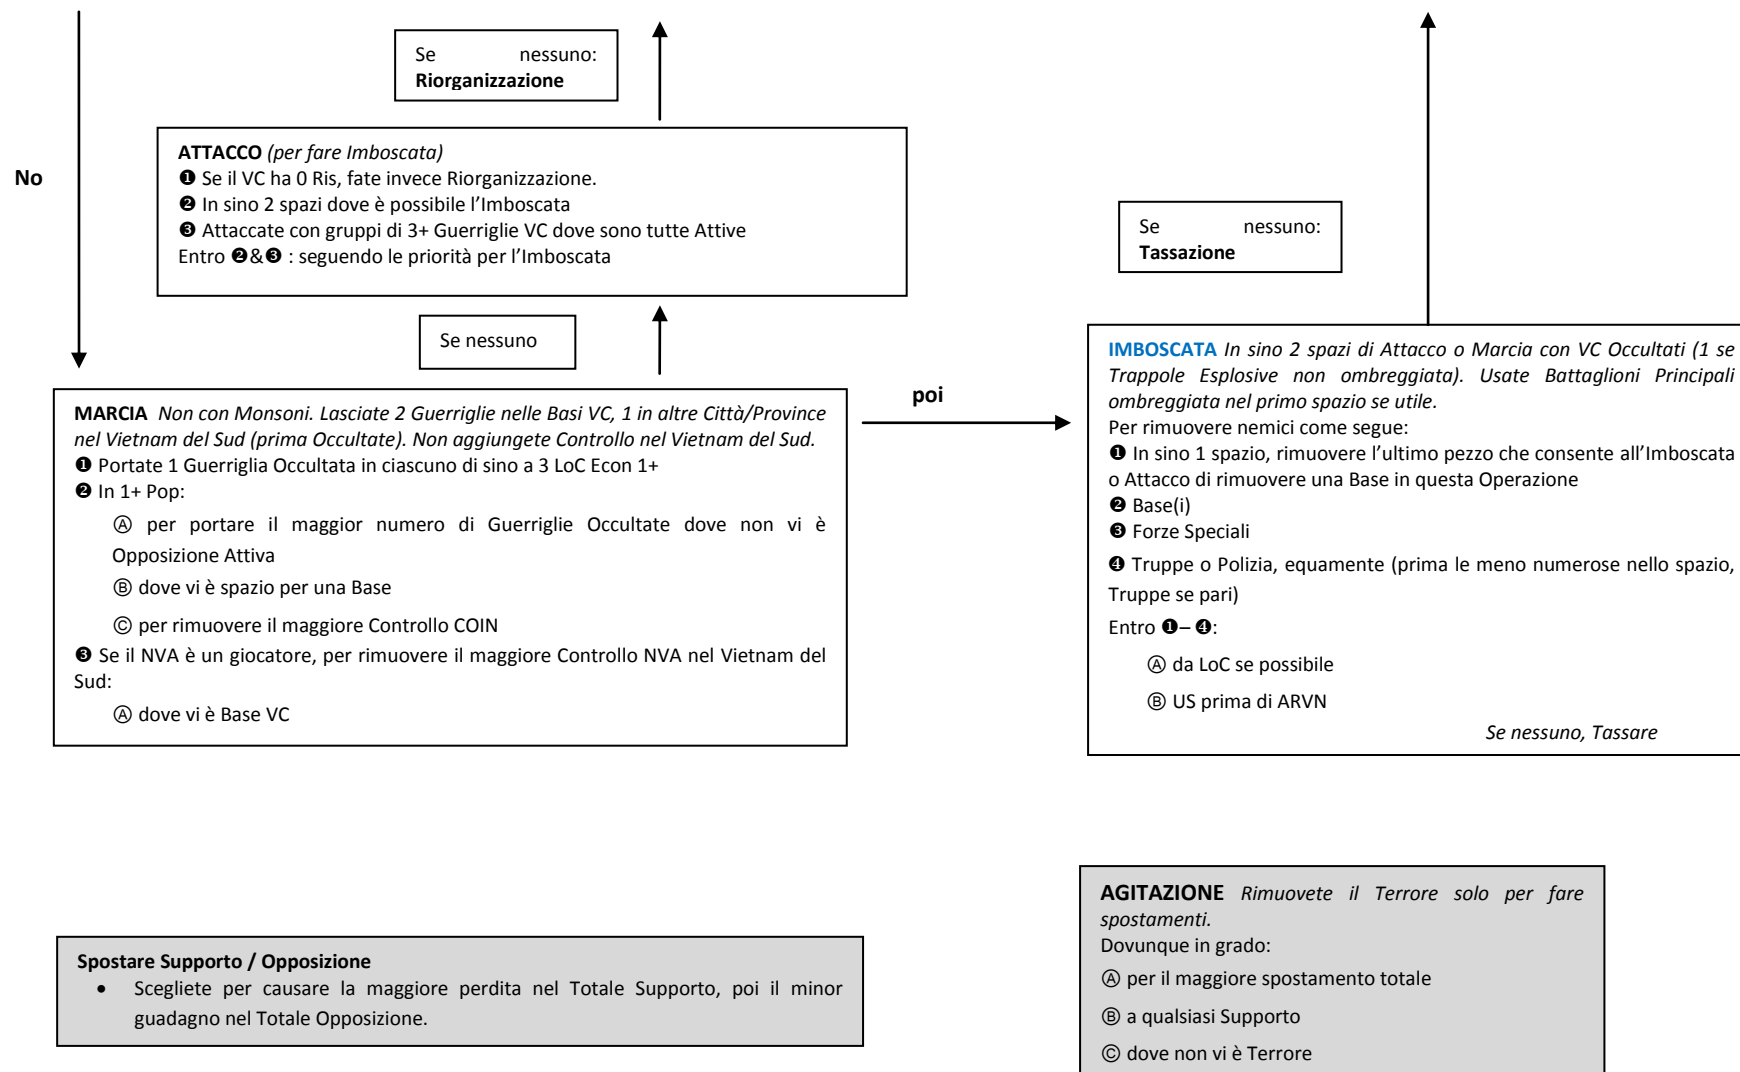 Se nessuno:
Riorganizzazione
ATTACCO (per fare Imboscata)
❶ Se il VC ha 0 Ris, fate invece Riorganizzazione.
❷ In sino 2 spazi dove è possibile l’Imboscata
❸ Attaccate con gruppi di 3+ Guerriglie VC dove sono tutte Attive
Entro ❷&❸ : seguendo le priorità per l’Imboscata
No
Se nessuno:
Tassazione
Se nessuno
MARCIA Non con Monsoni. Lasciate 2 Guerriglie nelle Basi VC, 1 in altre Città/Province
nel Vietnam del Sud (prima Occultate). Non aggiungete Controllo nel Vietnam del Sud.
❶ Portate 1 Guerriglia Occultata in ciascuno di sino a 3 LoC Econ 1+
❷ In 1+ Pop:
Ⓐ per portare il maggior numero di Guerriglie Occultate dove non vi è
Opposizione Attiva
Ⓑ dove vi è spazio per una Base
Ⓒ per rimuovere il maggiore Controllo COIN
❸ Se il NVA è un giocatore, per rimuovere il maggiore Controllo NVA nel Vietnam del
Sud:
Ⓐ dove vi è Base VC
poi
IMBOSCATA In sino 2 spazi di Attacco o Marcia con VC Occultati (1 se
Trappole Esplosive non ombreggiata). Usate Battaglioni Principali
ombreggiata nel primo spazio se utile.
Per rimuovere nemici come segue:
❶ In sino 1 spazio, rimuovere l’ultimo pezzo che consente all’Imboscata
o Attacco di rimuovere una Base in questa Operazione
❷ Base(i)
❸ Forze Speciali
❹ Truppe o Polizia, equamente (prima le meno numerose nello spazio,
Truppe se pari)
Entro ❶– ❹:
Ⓐ da LoC se possibile
Ⓑ US prima di ARVN
Se nessuno, Tassare
Spostare Supporto / Opposizione
• Scegliete per causare la maggiore perdita nel Totale Supporto, poi il minor
guadagno nel Totale Opposizione.
AGITAZIONE Rimuovete il Terrore solo per fare
spostamenti.
Dovunque in grado:
Ⓐ per il maggiore spostamento totale
Ⓑ a qualsiasi Supporto
Ⓒ dove non vi è Terrore